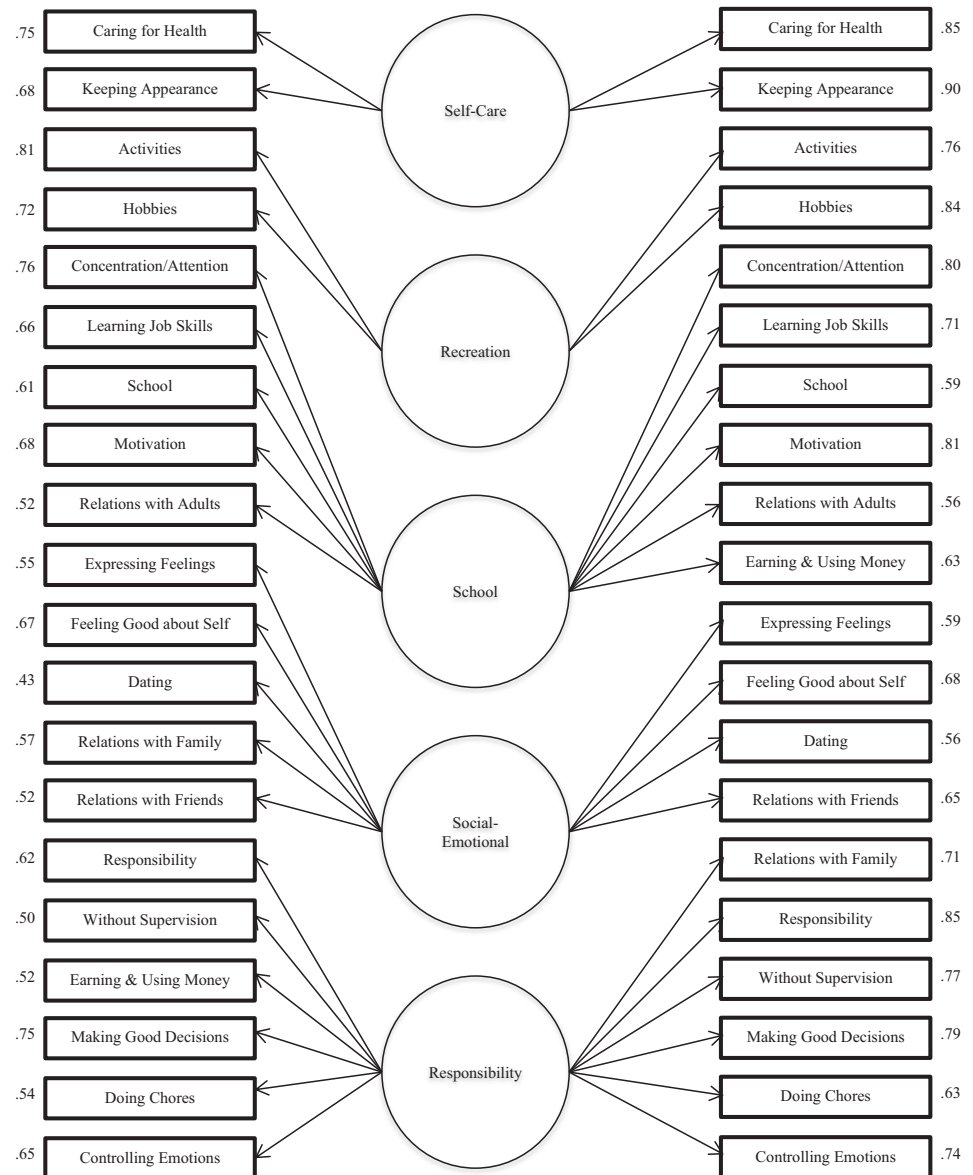 .75 Caring for Health
.68 Keeping Appearance
.81 Activities
.72 Hobbies
.76 Concentration/Attention
.66 Learning Job Skills
.61 School
.68 Motivation
.52 Relations with Adults
.55 Expressing Feelings
.67 Feeling Good about Self
.43 Dating
.57 Relations with Family
.52 Relations with Friends
.62 Responsibility
.50 Without Supervision
.52 Earning & Using Money
.75 Making Good Decisions
.54 Doing Chores
.65 Controlling Emotions
Self-Care
Recreation
School
Social-
Emotional
Responsibility
Caring for Health .85
Keeping Appearance .90
Activities .76
Hobbies .84
Concentration/Attention .80
Learning Job Skills .71
School .59
Motivation .81
Relations with Adults .56
Earning & Using Money .63
Expressing Feelings .59
Feeling Good about Self .68
Dating .56
Relations with Friends .65
Relations with Family .71
Responsibility .85
Without Supervision .77
Making Good Decisions .79
Doing Chores .63
Controlling Emotions .74